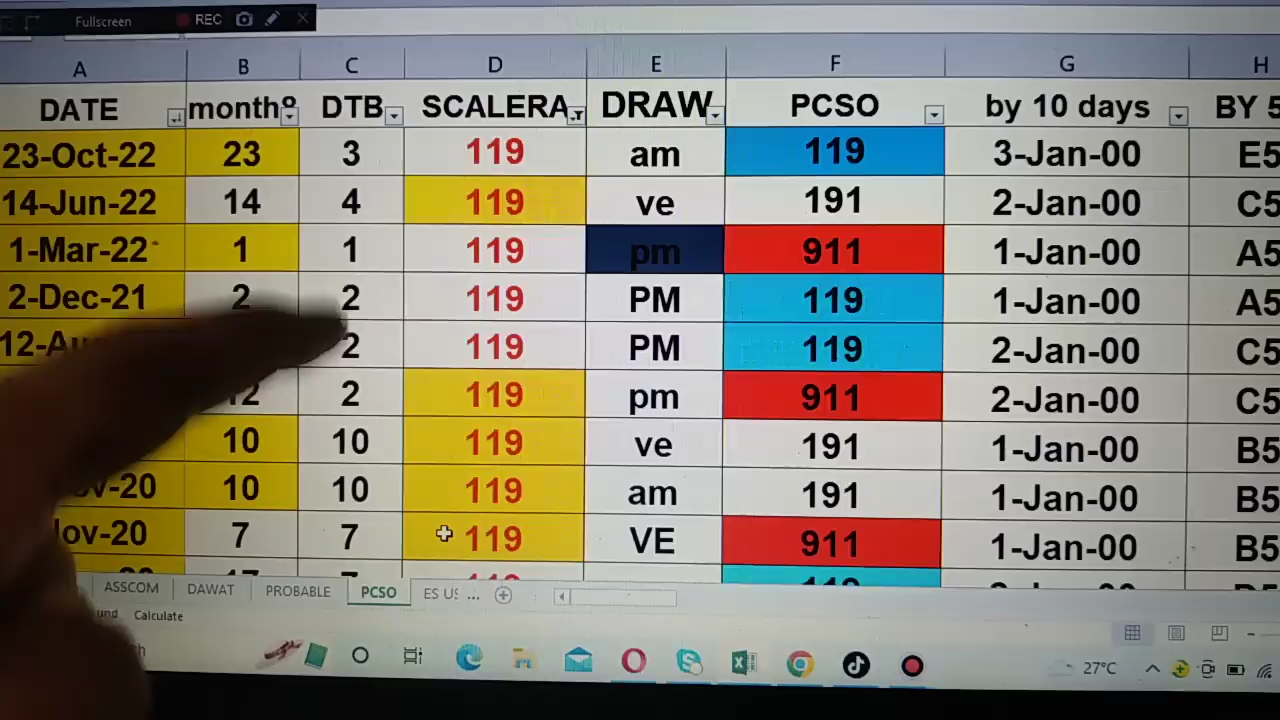 Fullscreen REC
A B C D E F G H
DATE month DTB SCALERA DRAW PCSO by 10 days BY 5
23-Oct-22 23 3 119 am 119 3-Jan-00 E5
14-Jun-22 14 4 119 ve 191 2-Jan-00 C5
1-Mar-22 1 1 119 pm 911 1-Jan-00 A5
2-Dec-21 2 2 119 PM 119 1-Jan-00 A5
2 119 PM 119 2-Jan-00 C5
12 2 119 pm 911 2-Jan-00 C5
10 10 119 ve 191 1-Jan-00 B5
10 10 119 am 191 1-Jan-00 B5
7 7 119 VE 911 1-Jan-00 B5
ASSCOM DAWAT PROBABLE PCSO ES U ...
Calculate
27°C